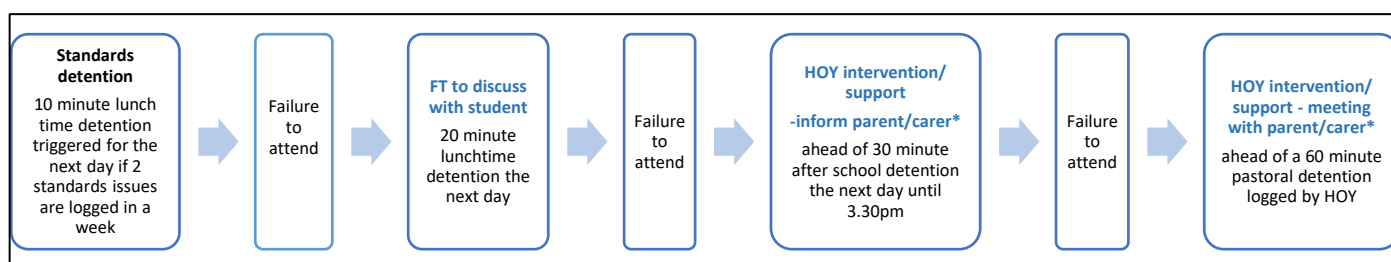 Standards
detention
10 minute lunch
time detention
triggered for the
next day if 2
standards issues
are logged in a
week
Failure
to
attend
FT to discuss
with student
20 minute
lunchtime
detention the
next day
Failure
to
attend
HOY intervention/
support
-inform parent/carer*
ahead of 30 minute
after school detention
the next day until
3.30pm
Failure
to
attend
HOY intervention/
support - meeting
with parent/carer*
ahead of a 60 minute
pastoral detention
logged by HOY